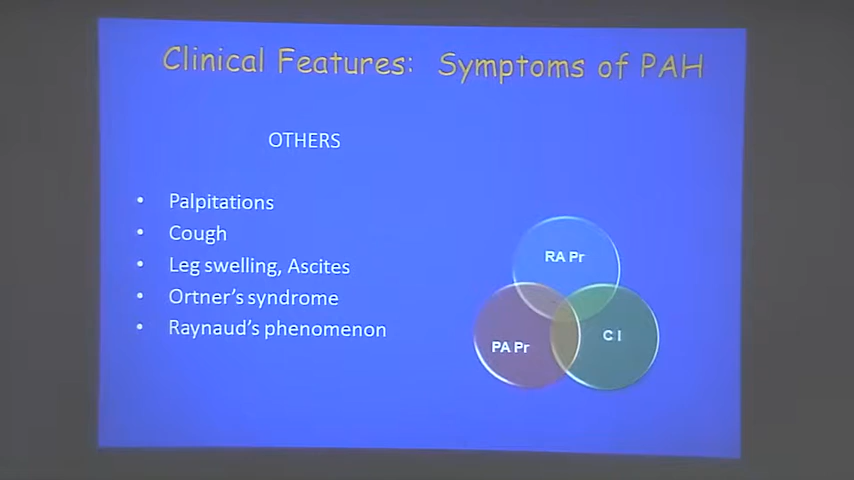 Clinical Features: Symptoms of PAH
OTHERS
• Palpitations
• Cough
• Leg swelling, Ascites
• Ortner's syndrome
• Raynaud's phenomenon
RA Pr
PA Pr
C I